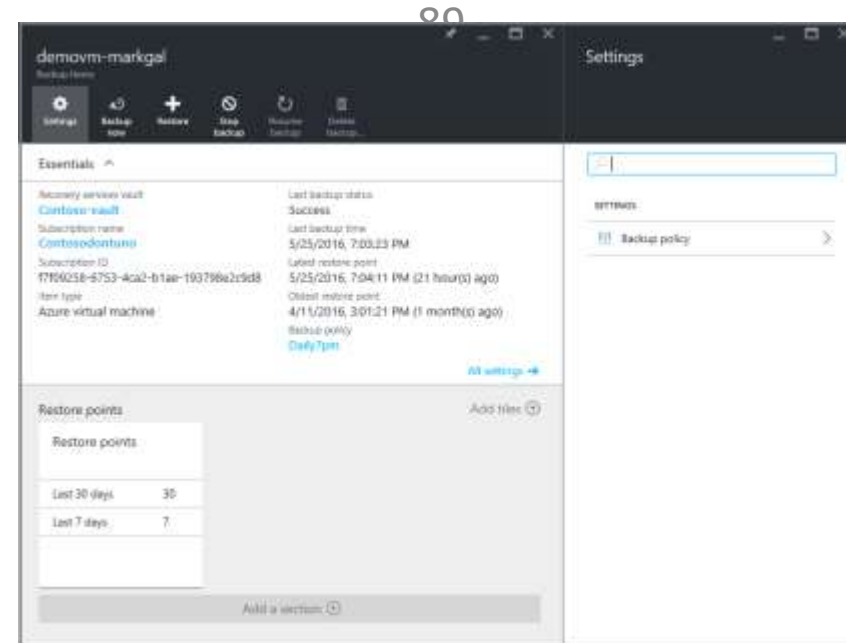 89
demovm-markgal
Backup Items
Settings
Backup now
Restore
Stop backup
Resume backup
Delete backup...
Essentials
Recovery services vault
Contoso-vault
Subscription name
Contosodontuno
Subscription ID
Item type
Azure virtual machine
Last backup status
Success
Last backup time
5/25/2016, 7:03:23 PM
Latest restore point
5/25/2016, 7:04:11 PM (21 hour(s) ago)
Oldest restore point
4/11/2016, 3:01:21 PM (1 month(s) ago)
Backup policy
Daily7pm
All settings
Restore points
Add tiles
Restore points
Last 30 days 30
Last 7 days 7
Add a section
Settings
SETTINGS
Backup policy